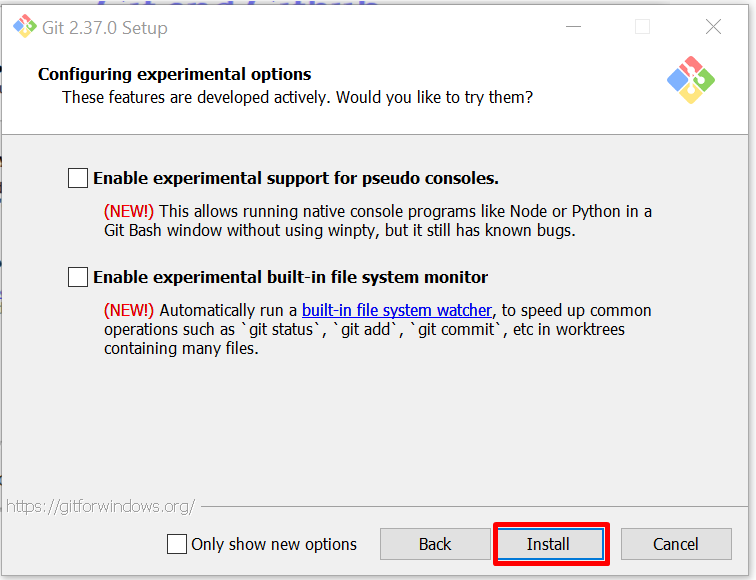 Git 2.37.0 Setup
Configuring experimental options
These features are developed actively. Would you like to try them?
Enable experimental support for pseudo consoles.
(NEW!) This allows running native console programs like Node or Python in a
Git Bash window without using winpty, but it still has known bugs.
Enable experimental built-in file system monitor
(NEW!) Automatically run a built-in file system watcher, to speed up common
operations such as `git status`, `git add`, `git commit`, etc in worktrees
containing many files.
https://gitforwindows.org/
Only show new options
Back
Install
Cancel